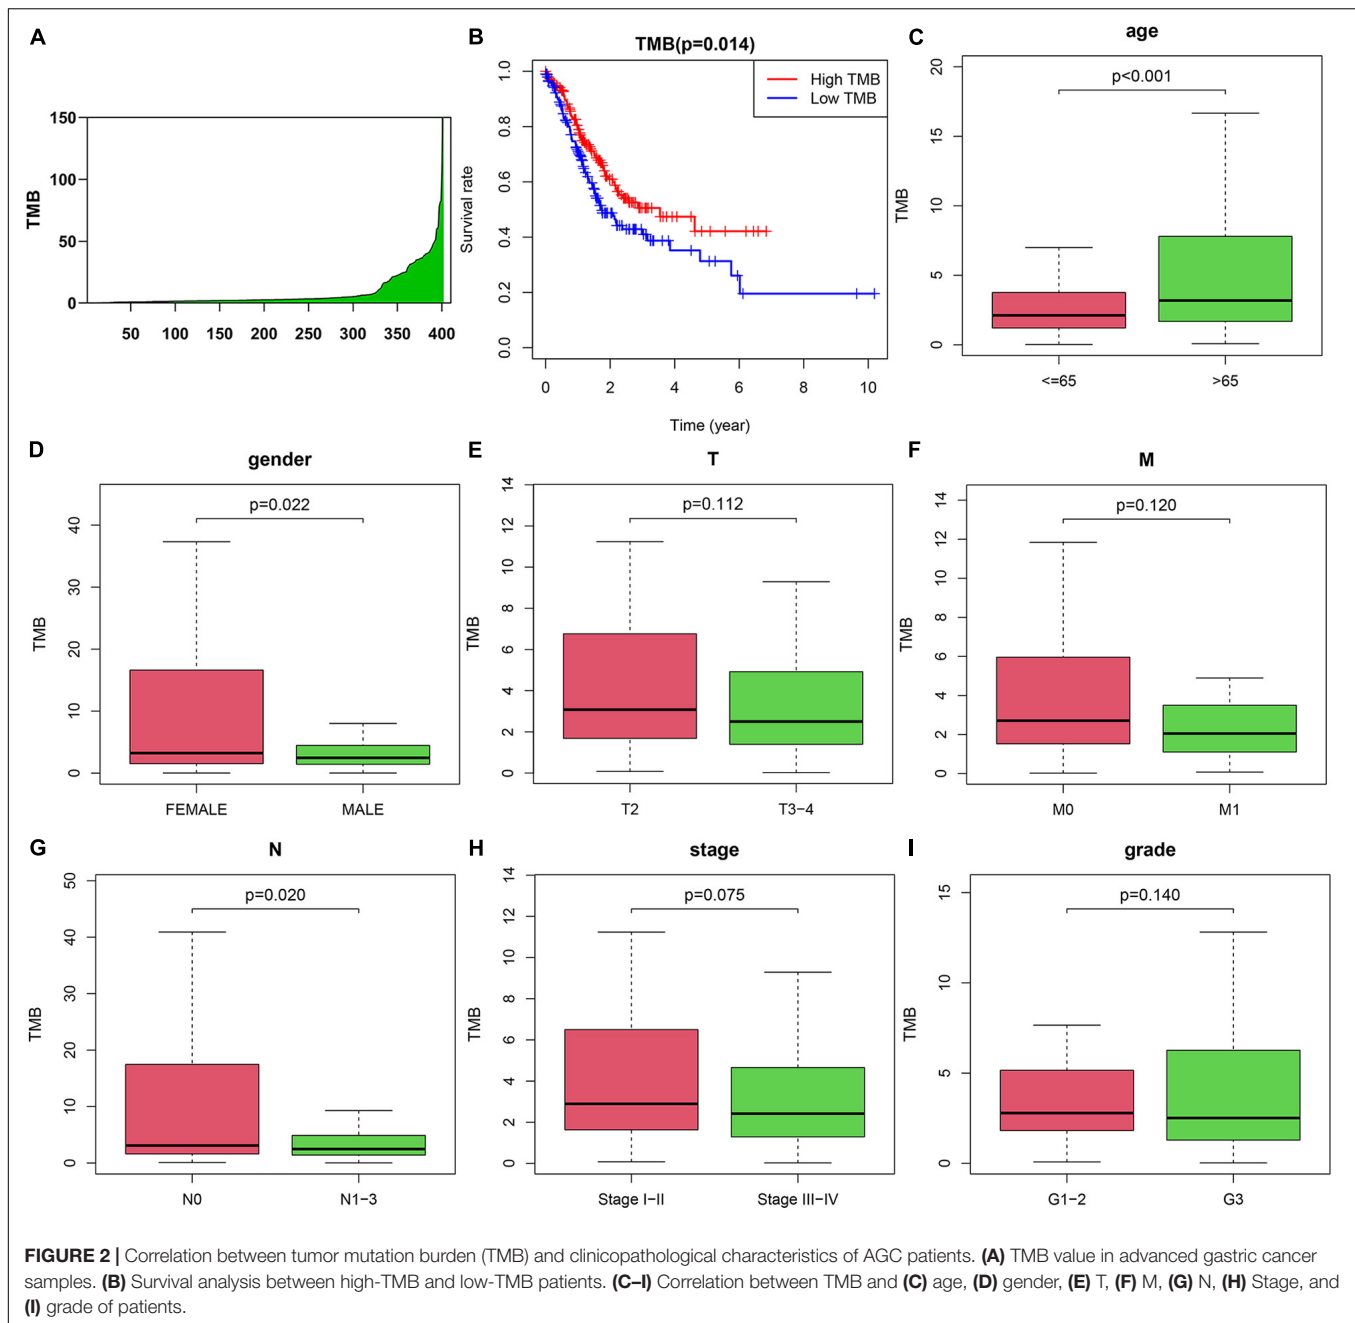 A
TMB
150
100
50
0
50 100 150 200 250 300 350 400
B
TMB(p=0.014)
High TMB
Low TMB
Survival rate
1.0
0.8
0.6
0.4
0.2
0.0
0 2 4 6 8 10
Time (year)
C
age
p<0.001
TMB
20
15
10
5
0
<=65 >65
D
gender
p=0.022
TMB
40
30
20
10
0
FEMALE MALE
E
T
p=0.112
TMB
14
12
10
8
6
4
2
0
T2 T3−4
F
M
p=0.120
TMB
14
12
10
8
6
4
2
0
M0 M1
G
N
p=0.020
TMB
50
40
30
20
10
0
N0 N1−3
H
stage
p=0.075
TMB
14
12
10
8
6
4
2
0
Stage I−II Stage III−IV
I
grade
p=0.140
TMB
15
10
5
0
G1−2 G3
FIGURE 2 | Correlation between tumor mutation burden (TMB) and clinicopathological characteristics of AGC patients. (A) TMB value in advanced gastric cancer
samples. (B) Survival analysis between high-TMB and low-TMB patients. (C–I) Correlation between TMB and (C) age, (D) gender, (E) T, (F) M, (G) N, (H) Stage, and
(I) grade of patients.